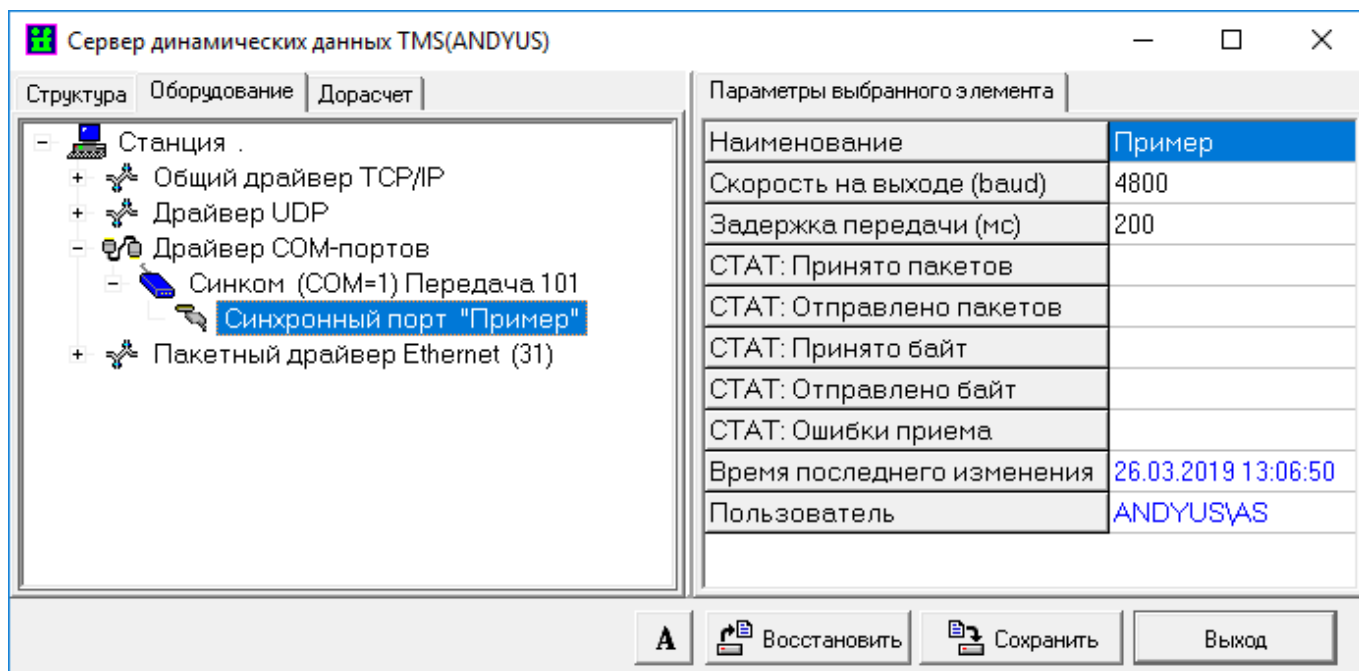 Сервер динамических данных TMS(ANDYUS)
Структура Оборудование Дорасчет
Станция .
Общий драйвер TCP/IP
Драйвер UDP
Драйвер COM-портов
Синком (COM=1) Передача 101
Синхронный порт "Пример"
Пакетный драйвер Ethernet (31)
Параметры выбранного элемента
Наименование Пример
Скорость на выходе (baud) 4800
Задержка передачи (мс) 200
СТАТ: Принято пакетов
СТАТ: Отправлено пакетов
СТАТ: Принято байт
СТАТ: Отправлено байт
СТАТ: Ошибки приема
Время последнего изменения 26.03.2019 13:06:50
Пользователь ANDYUS\AS
A Восстановить Сохранить Выход